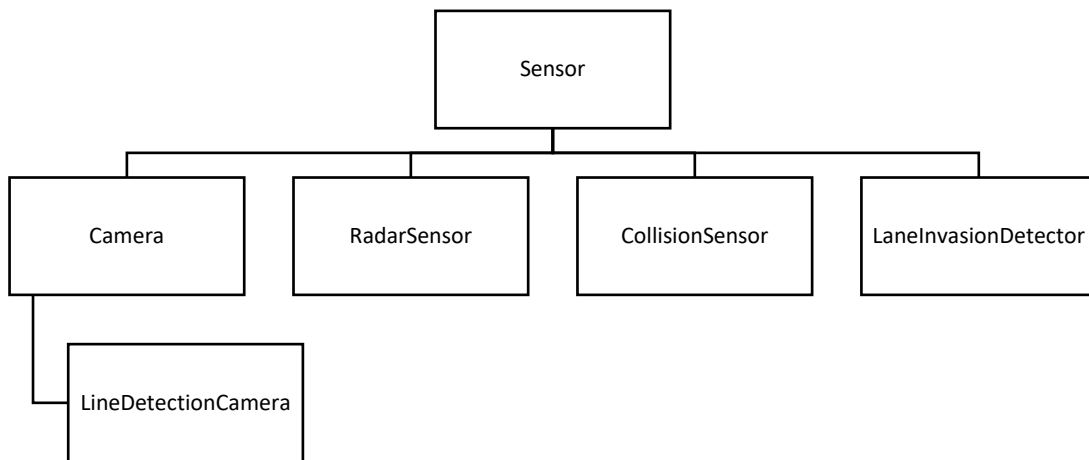 Sensor
Camera
RadarSensor
CollisionSensor
LaneInvasionDetector
LineDetectionCamera